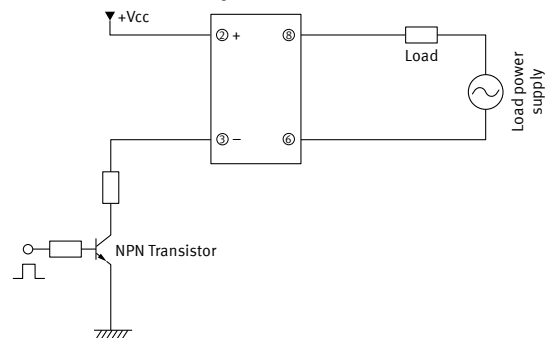 +Vcc
② +
⑧
Load
Load power
supply
③ −
⑥
NPN Transistor